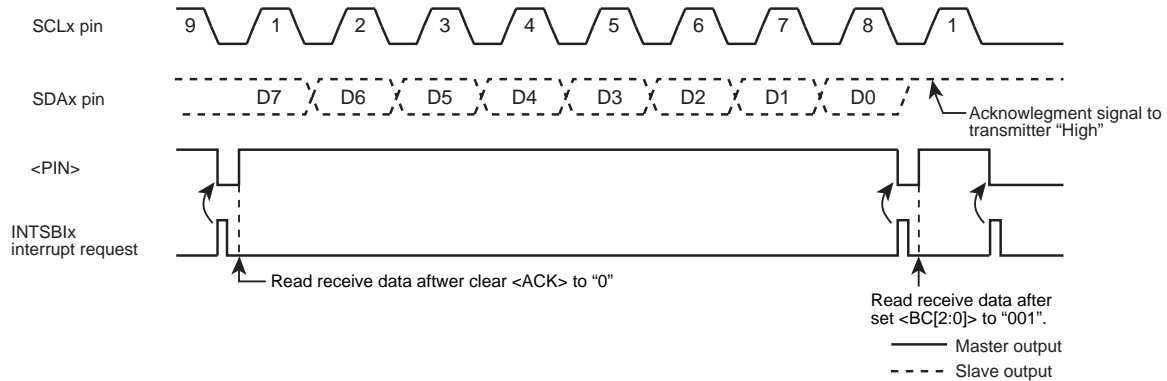 SCLx pin 9 1 2 3 4 5 6 7 8 1
SDAx pin D7 D6 D5 D4 D3 D2 D1 D0
Acknowlegment signal to
transmitter “High”
<PIN>
INTSBIx
interrupt request
Read receive data aftwer clear <ACK> to “0”
Read receive data after
set <BC[2:0]> to “001”.
Master output
Slave output